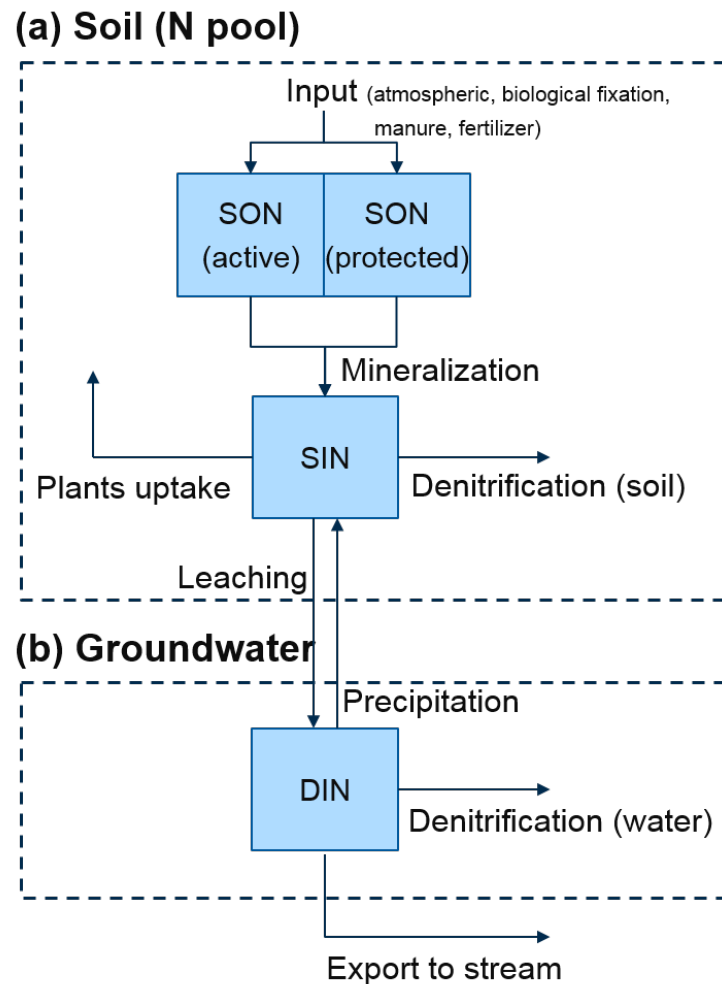 (a) Soil (N pool)
Input (atmospheric, biological fixation,
manure, fertilizer)
SON
(active)
SON
(protected)
Mineralization
SIN
Plants uptake
Denitrification (soil)
Leaching
(b) Groundwater
Precipitation
DIN
Denitrification (water)
Export to stream